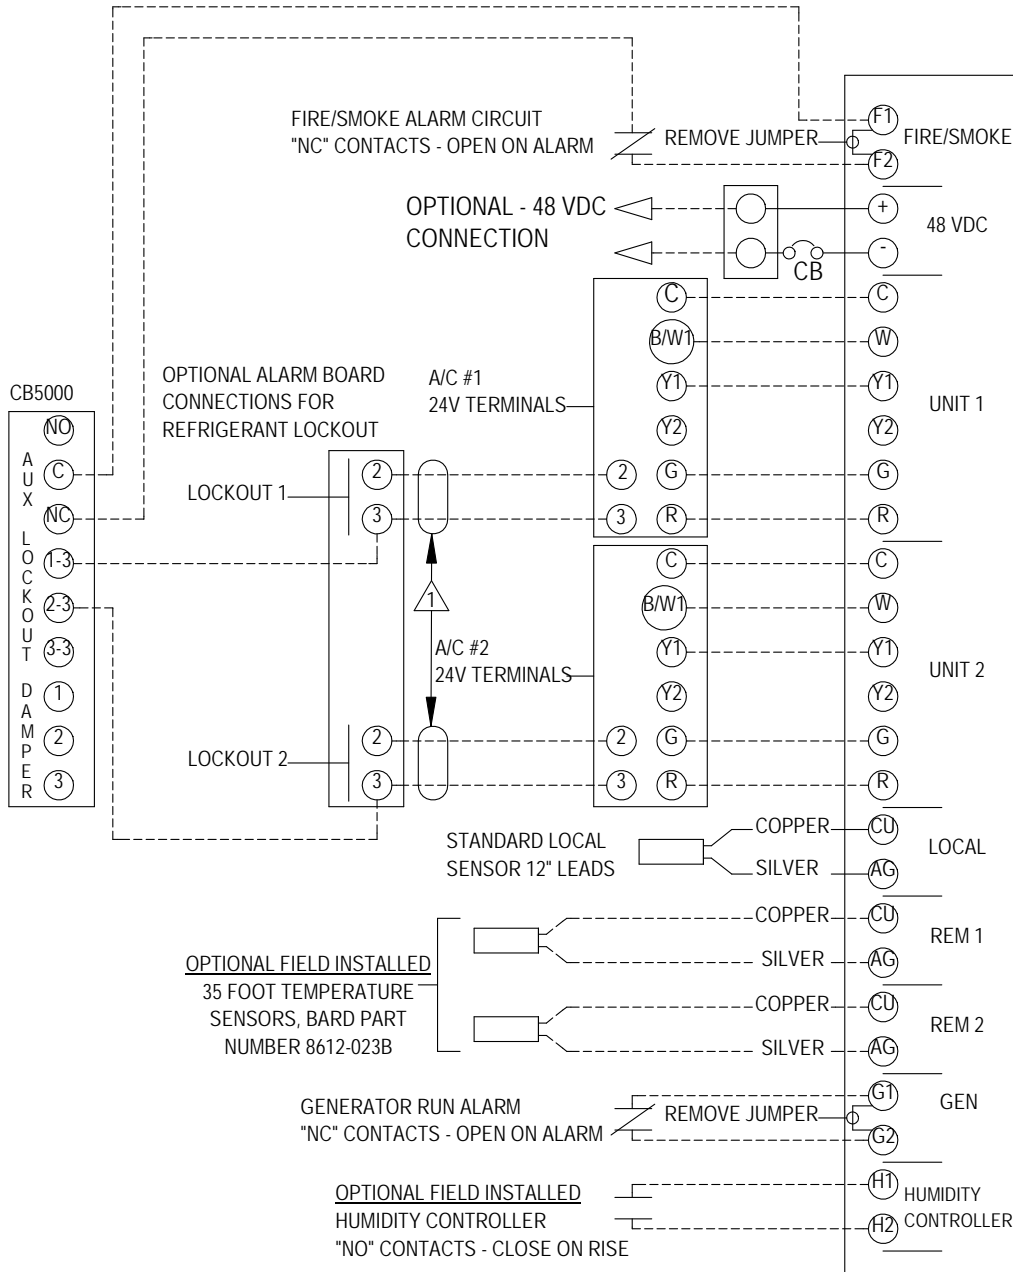 FIRE/SMOKE ALARM CIRCUIT
"NC" CONTACTS - OPEN ON ALARM
REMOVE JUMPER
F1
F2
FIRE/SMOKE
OPTIONAL - 48 VDC
CONNECTION
CB
+
-
48 VDC
CB5000
AUX LOCKOUT DAMPER
NO
C
NC
1-3
2-3
3-3
1
2
3
OPTIONAL ALARM BOARD
CONNECTIONS FOR
REFRIGERANT LOCKOUT
LOCKOUT 1
2
3
LOCKOUT 2
2
3
1
A/C #1
24V TERMINALS
C
B/W1
Y1
Y2
2
G
3
R
C
W
Y1
Y2
G
R
UNIT 1
A/C #2
24V TERMINALS
C
B/W1
Y1
Y2
2
G
3
R
C
W
Y1
Y2
G
R
UNIT 2
STANDARD LOCAL
SENSOR 12" LEADS
COPPER
SILVER
CU
AG
LOCAL
OPTIONAL FIELD INSTALLED
35 FOOT TEMPERATURE
SENSORS, BARD PART
NUMBER 8612-023B
COPPER
SILVER
CU
AG
REM 1
COPPER
SILVER
CU
AG
REM 2
GENERATOR RUN ALARM
"NC" CONTACTS - OPEN ON ALARM
REMOVE JUMPER
G1
G2
GEN
OPTIONAL FIELD INSTALLED
HUMIDITY CONTROLLER
"NO" CONTACTS - CLOSE ON RISE
H1
H2
HUMIDITY
CONTROLLER